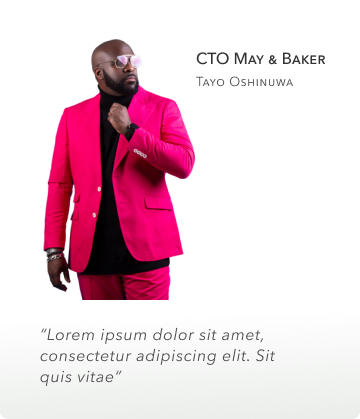 CTO May & Baker
Tayo Oshinuwa
“Lorem ipsum dolor sit amet,
consectetur adipiscing elit. Sit
quis vitae”